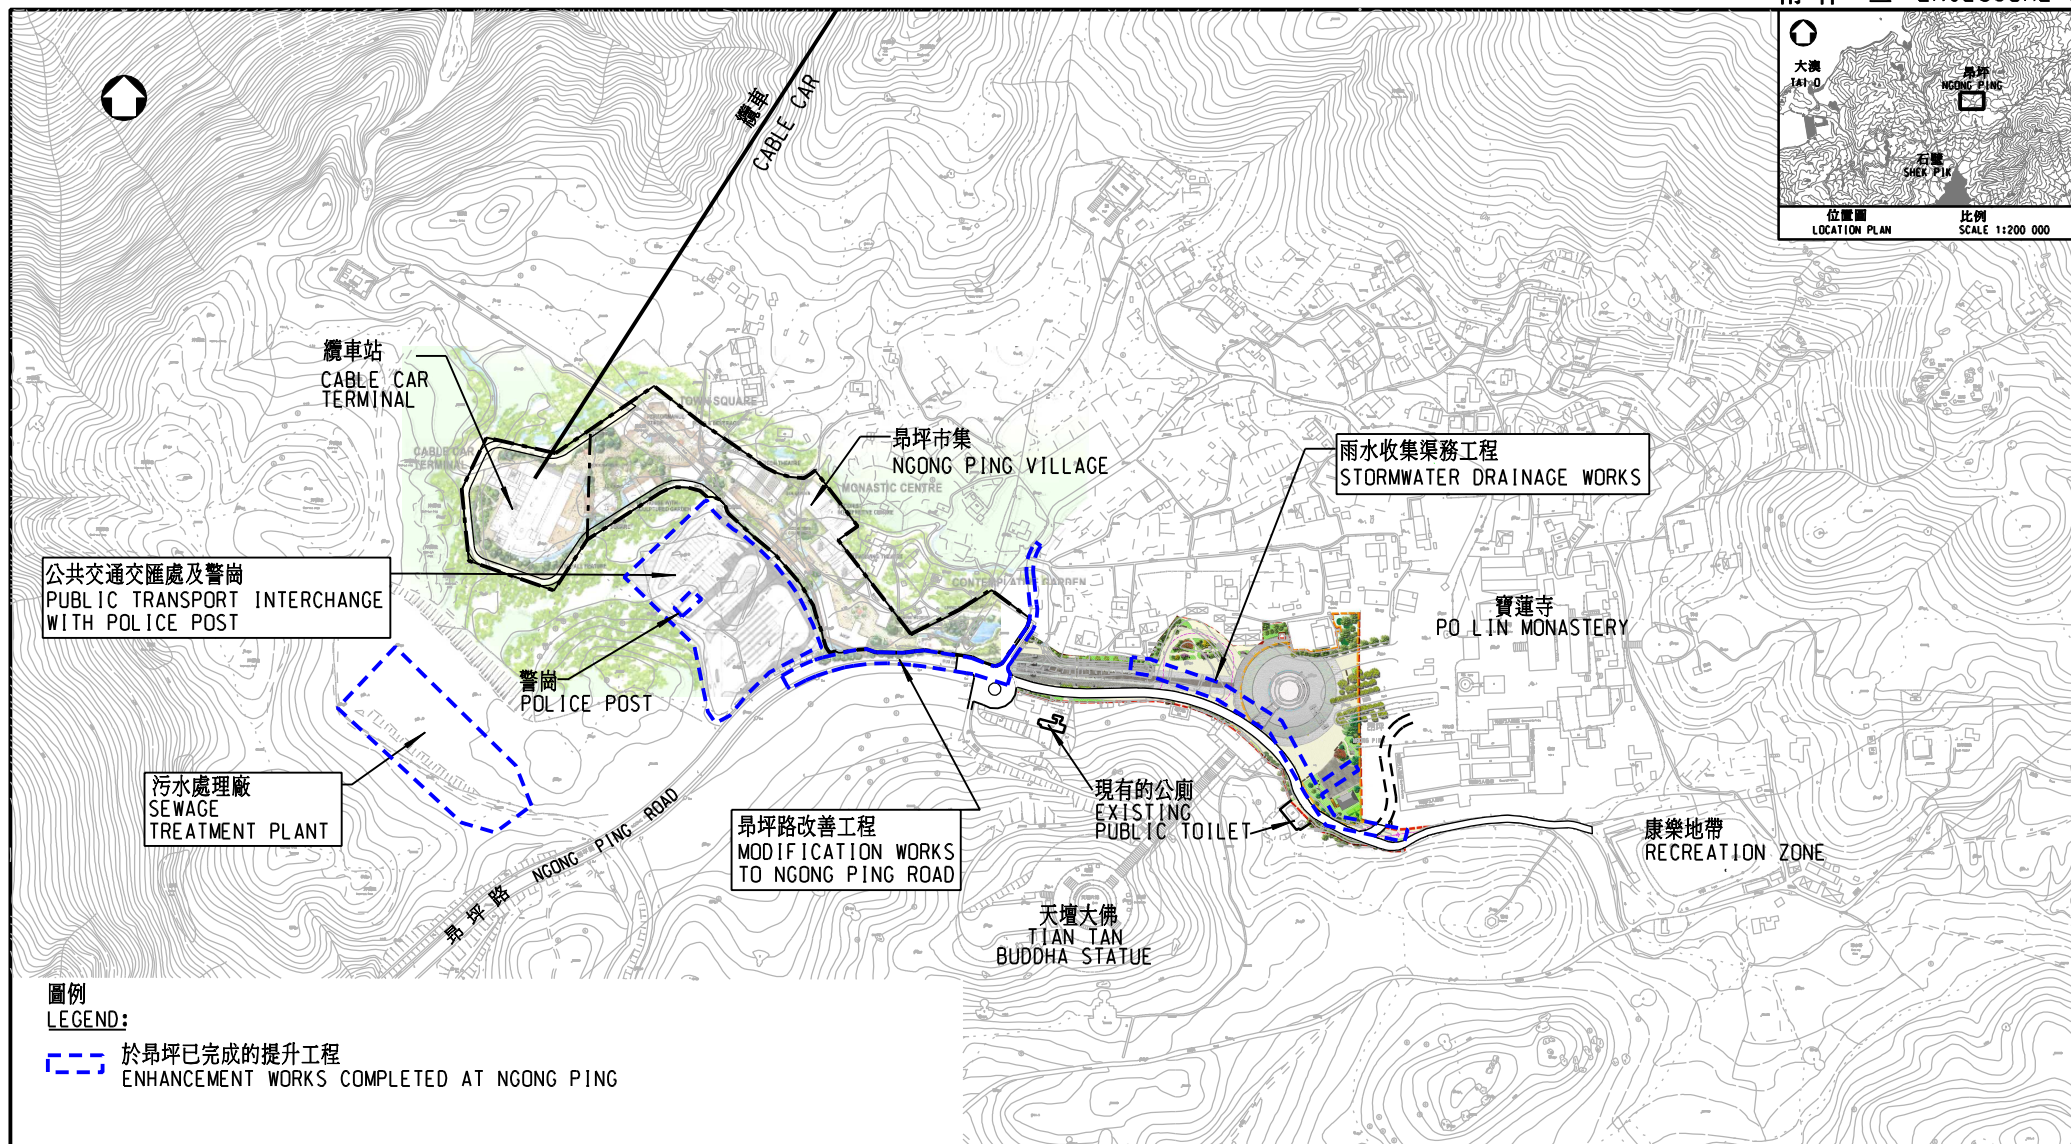 大澳
TAI O
昂坪
NGONG PING
石壁
SHEK PIK
位置圖
LOCATION PLAN
比例
SCALE 1:200 000
纜車
CABLE CAR
纜車站
CABLE CAR
TERMINAL
TOWN SQUARE
CABLE CAR
TERMINAL
昂坪市集
NGONG PING VILLAGE
MONASTIC CENTRE
雨水收集渠務工程
STORMWATER DRAINAGE WORKS
公共交通交匯處及警崗
PUBLIC TRANSPORT INTERCHANGE
WITH POLICE POST
CONTEMPLATIVE GARDEN
寶蓮寺
PO LIN MONASTERY
警崗
POLICE POST
污水處理廠
SEWAGE
TREATMENT PLANT
昂坪路 NGONG PING ROAD
昂坪路改善工程
MODIFICATION WORKS
TO NGONG PING ROAD
現有的公廁
EXISTING
PUBLIC TOILET
康樂地帶
RECREATION ZONE
天壇大佛
TIAN TAN
BUDDHA STATUE
圖例
LEGEND:
於昂坪已完成的提升工程
ENHANCEMENT WORKS COMPLETED AT NGONG PING